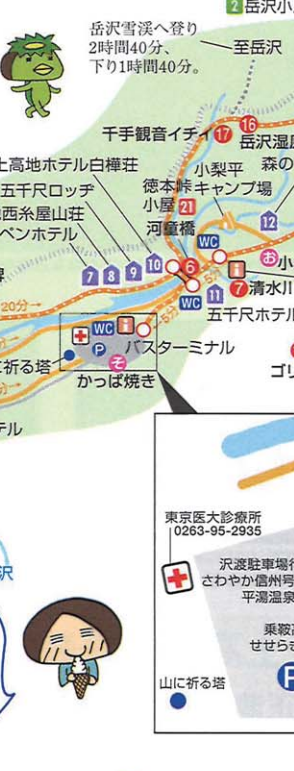 2 岳沢小
岳沢雪渓へ登り
2時間40分、
下り1時間40分。
至岳沢
千手観音イチイ 17 16
岳沢湿原
上高地ホテル白樺荘
小梨平
森の
五千尺ロッヂ
徳本峠 キャンプ場
西糸屋山荘
小屋 21
ペンホテル
河童橋
12
WC
お 小
7 8 9 10 6
i
7 清水川
20分→
WC 11
5分
五千尺ホテル
WC i
P
バスターミナル
に祈る塔
そ
かっぱ焼き
ゴリ
テル
東京医大診療所
0263-95-2935
沢渡駐車場行
さわやか信州号
平湯温泉
乗鞍高
せせらぎ
P
山に祈る塔
沢